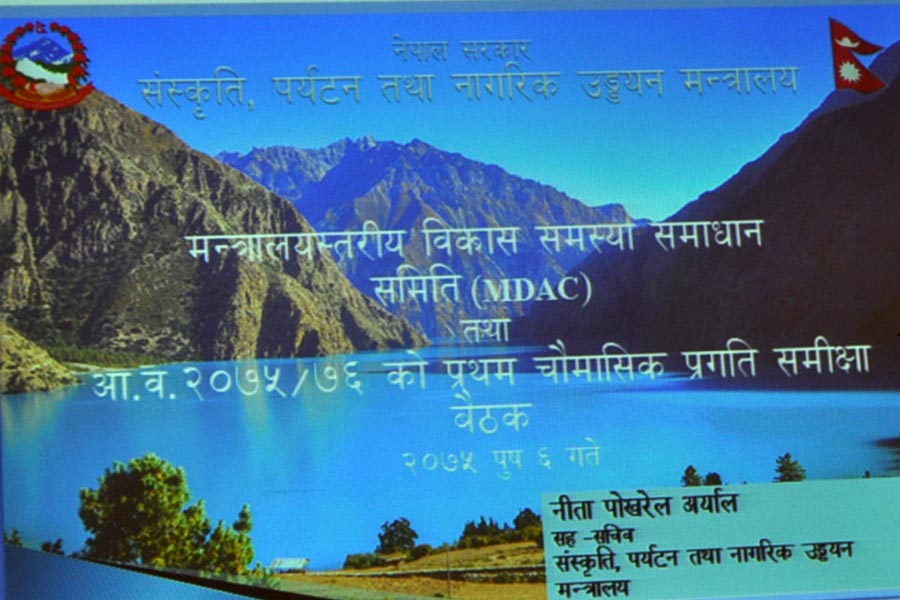 नेपाल सरकार
संस्कृति, पर्यटन तथा नागरिक उड्डयन मन्त्रालय
मन्त्रालयस्तरीय विकास समस्या समाधान
समिति (MDAC)
तथा
आ.व.२०७५/७६ को प्रथम चौमासिक प्रगति समीक्षा
वैठक
२०७५ पुष ६ गते
नीता पोखरेल अर्याल
सह -सचिव
संस्कृति, पर्यटन तथा नागरिक उड्डयन
मन्त्रालय